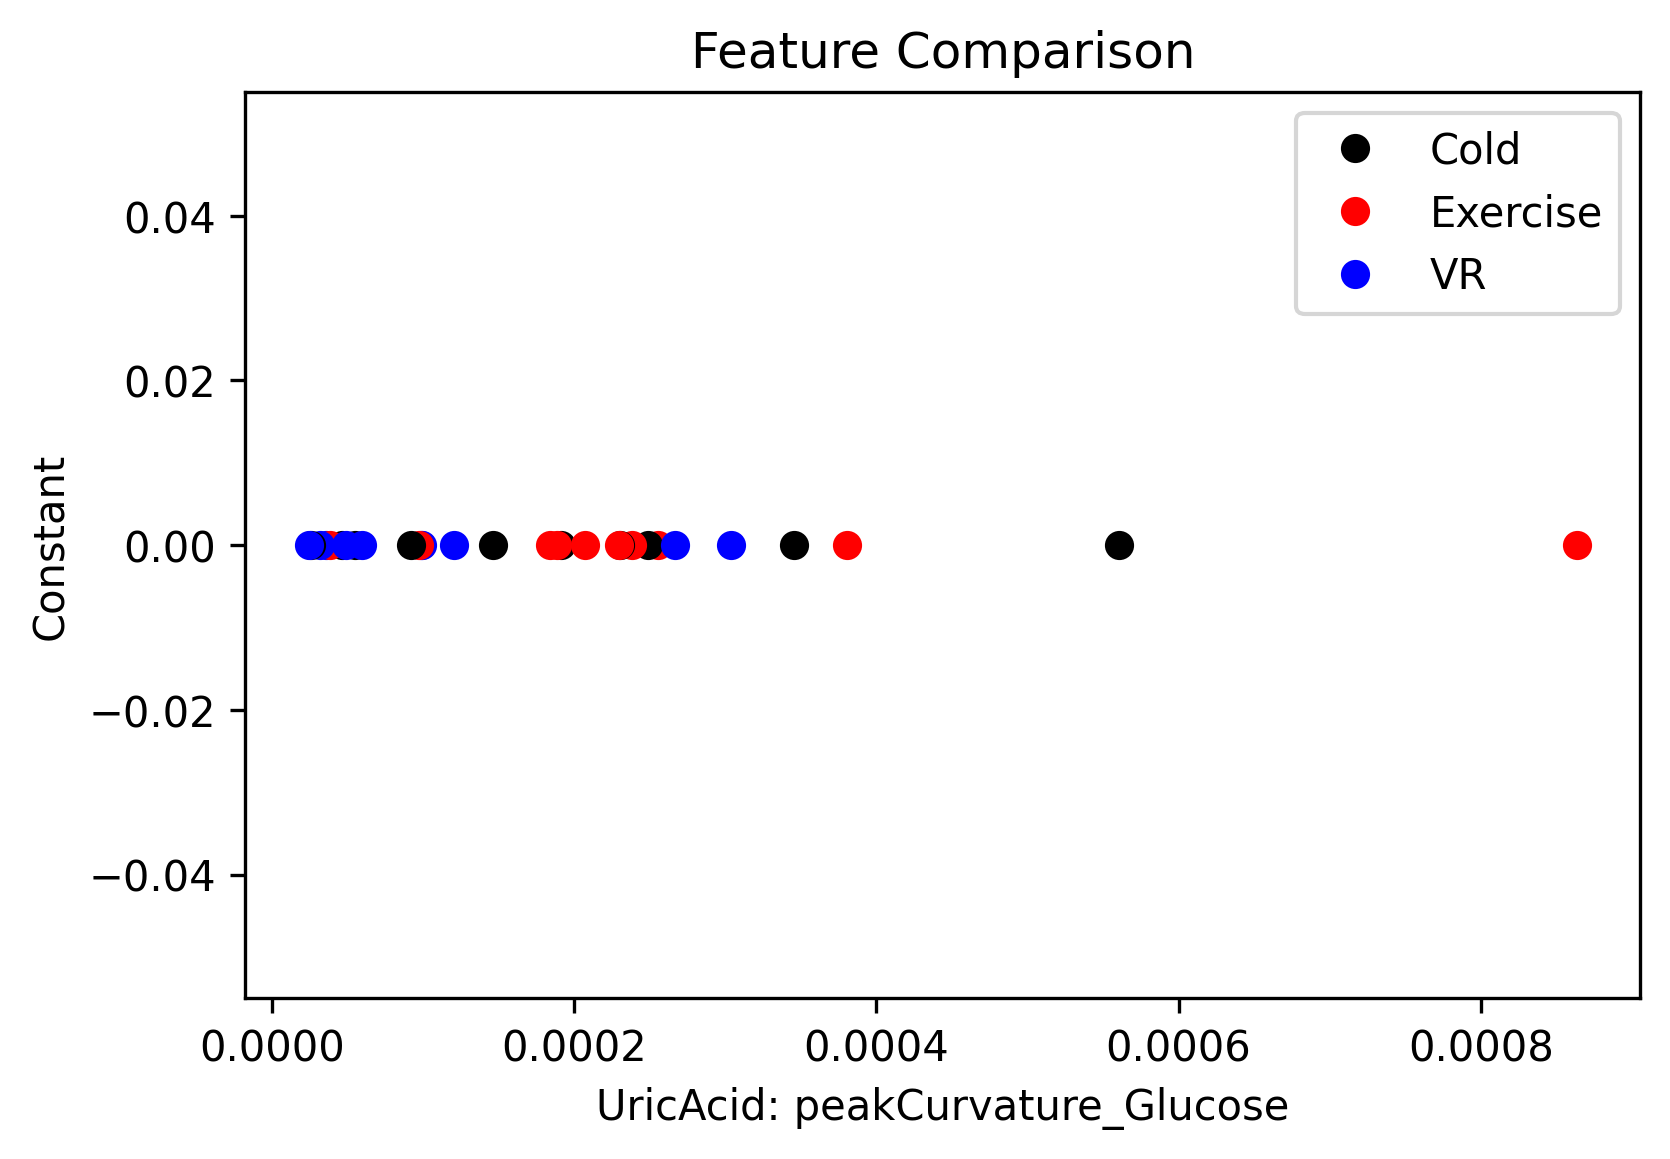 Feature Comparison
Cold
Exercise
VR
0.04
0.02
0.00
−0.02
−0.04
Constant
0.0000 0.0002 0.0004 0.0006 0.0008
UricAcid: peakCurvature_Glucose